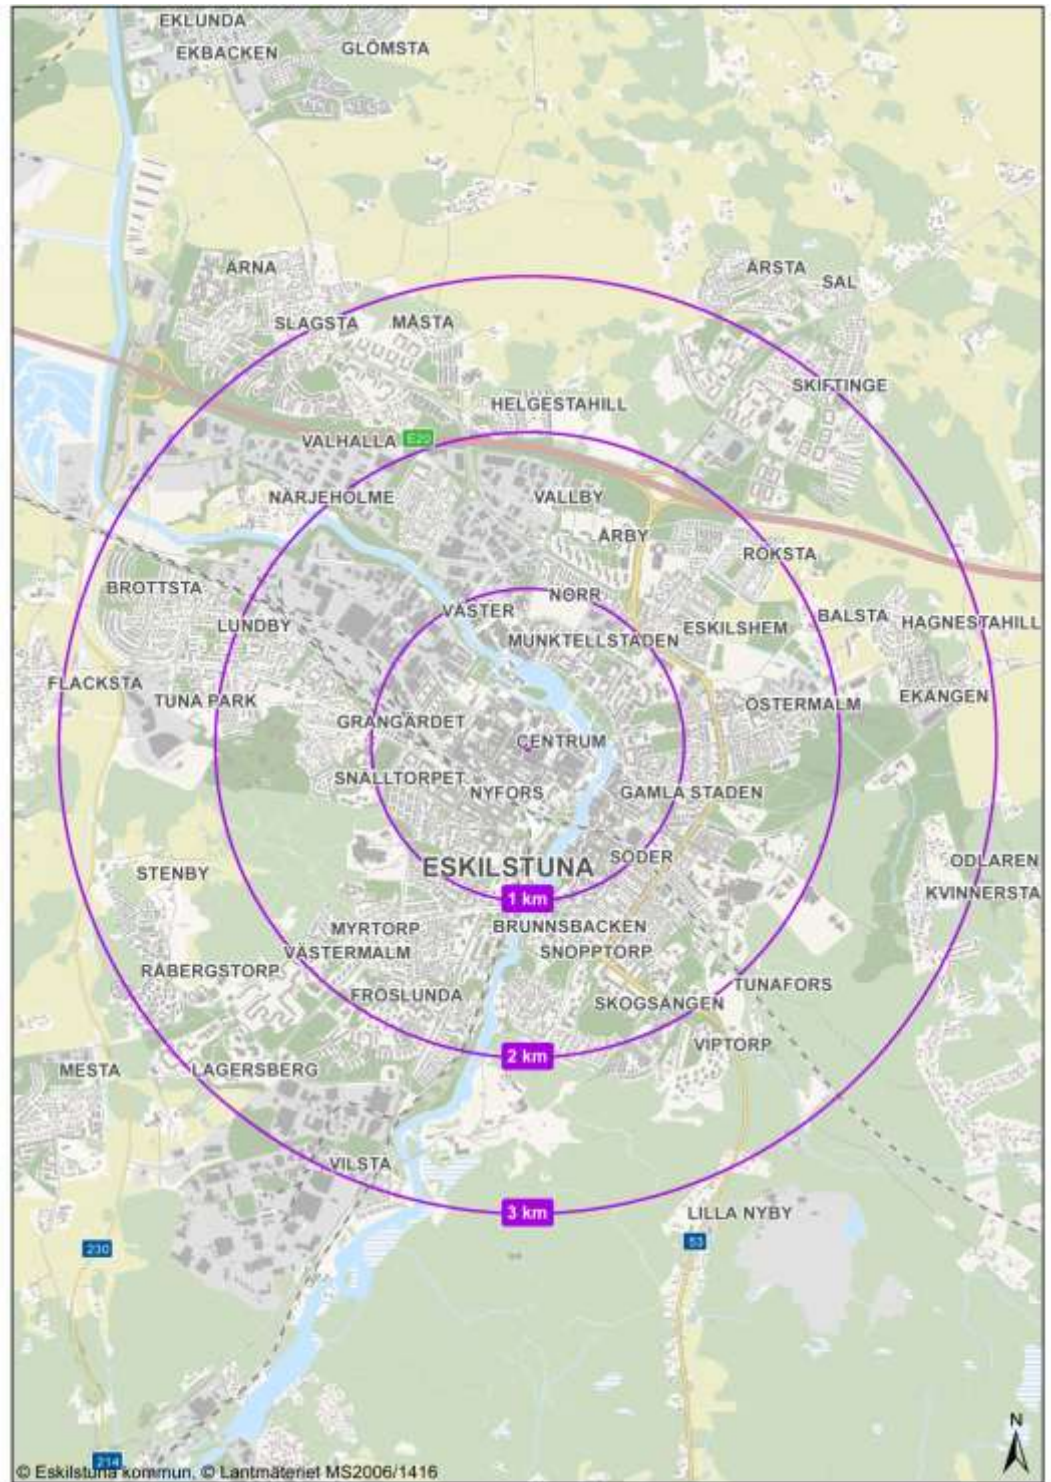 EKLUNDA
GLÖMSTA
EKBACKEN
ÄRNA
ÄRSTA
SAL
SLAGSTA
MÅSTA
SKIFTINGE
HELGESTAHILL
VALHALLA
E20
NÄRJEHOLME
VALLBY
ÅRBY
ROKSTA
BROTTSTA
NORR
VÄSTER
BALSTA
HAGNESTAHILL
LUNDBY
ESKILSHEM
MUNKTELLSTADEN
FLACKSTA
TUNA PARK
EKÄNGEN
ÖSTERMALM
GRÄNGÄRDET
CENTRUM
SNÄLLTORPET
NYFORS
GAMLA STADEN
ESKILSTUNA
SÖDER
ODLAREN
STENBY
KVINNERSTA
1 km
MYRTORP
BRUNNSBACKEN
VÄSTERMALM
SNOPPTORP
RÅBERGSTORP
TUNAFORS
FRÖSLUNDA
SKOGSÄNGEN
VIPTORP
2 km
MESTA
LAGERSBERG
VILSTA
3 km
LILLA NYBY
230
53
N
214
© Eskilstuna kommun, © Lantmäteriet MS2006/1416